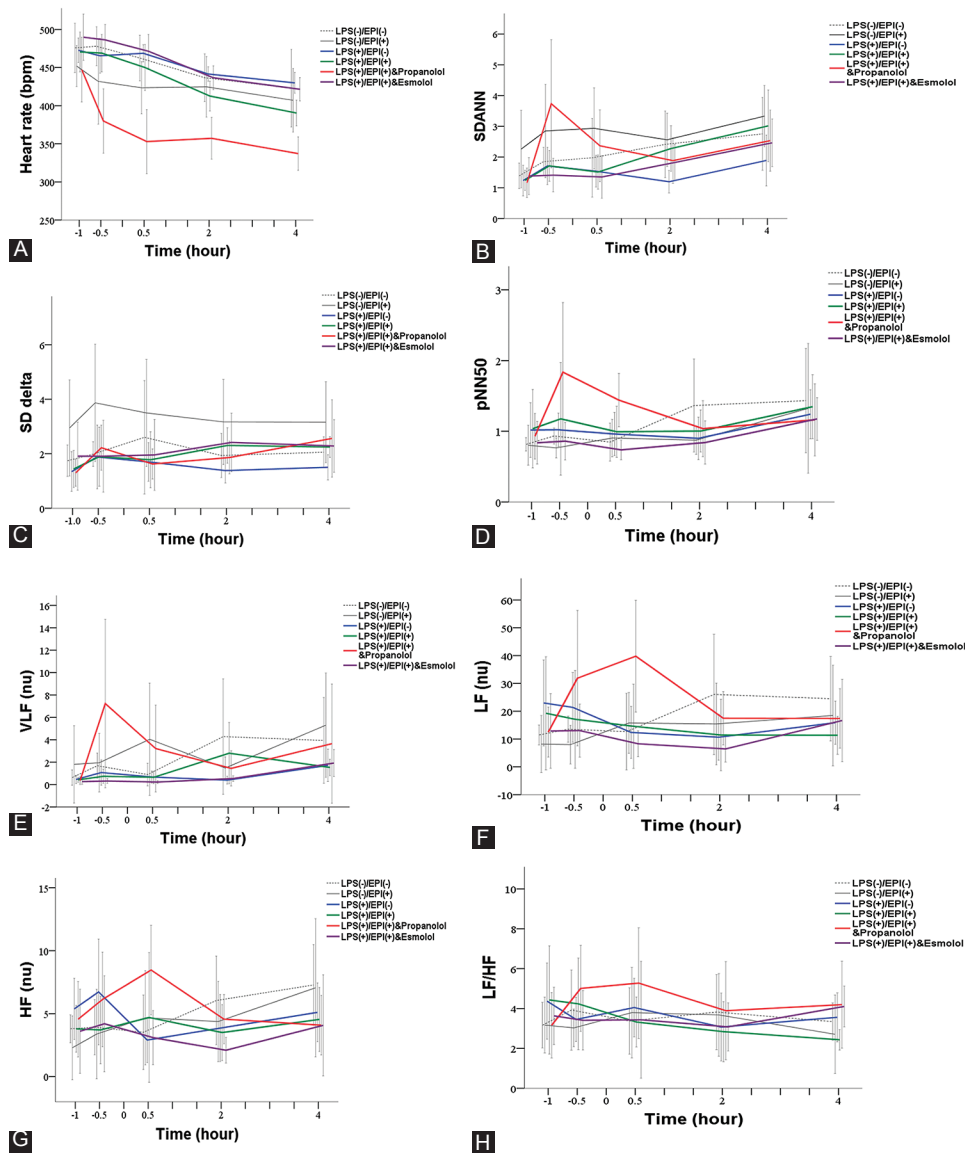 Heart rate (bpm)
500
450
400
350
300
250
-1
-0.5
0.5
2
4
Time (hour)
LPS(-)/EPI(-)
LPS(-)/EPI(+)
LPS(+)/EPI(-)
LPS(+)/EPI(+)
LPS(+)/EPI(+)&Propanolol
LPS(+)/EPI(+)&Esmolol
A
SDANN
6
5
4
3
2
1
0
-1
-0.5
0.5
2
4
Time (hour)
LPS(-)/EPI(-)
LPS(-)/EPI(+)
LPS(+)/EPI(-)
LPS(+)/EPI(+)
LPS(+)/EPI(+)
&Propanolol
LPS(+)/EPI(+)&Esmolol
B
SD delta
6
4
2
0
-1.0
-0.5
0.5
2
4
Time (hour)
LPS(-)/EPI(-)
LPS(-)/EPI(+)
LPS(+)/EPI(-)
LPS(+)/EPI(+)
LPS(+)/EPI(+)&Propanolol
LPS(+)/EPI(+)&Esmolol
C
pNN50
3
2
1
0
-1
-0.5
0
0.5
2
4
Time (hour)
LPS(-)/EPI(-)
LPS(-)/EPI(+)
LPS(+)/EPI(-)
LPS(+)/EPI(+)
LPS(+)/EPI(+)
&Propanolol
LPS(+)/EPI(+)&Esmolol
D
VLF (nu)
16
14
12
10
8
6
4
2
0
-2
-1
-0.5
0
0.5
2
4
Time (hour)
LPS(-)/EPI(-)
LPS(-)/EPI(+)
LPS(+)/EPI(-)
LPS(+)/EPI(+)
LPS(+)/EPI(+)
&Propanolol
LPS(+)/EPI(+)&Esmolol
E
LF (nu)
60
50
40
30
20
10
0
-10
-1
-0.5
0
0.5
2
4
Time (hour)
LPS(-)/EPI(-)
LPS(-)/EPI(+)
LPS(+)/EPI(-)
LPS(+)/EPI(+)
LPS(+)/EPI(+)
&Propanolol
LPS(+)/EPI(+)&Esmolol
F
HF (nu)
15
10
5
0
-1
-0.5
0
0.5
2
4
Time (hour)
LPS(-)/EPI(-)
LPS(-)/EPI(+)
LPS(+)/EPI(-)
LPS(+)/EPI(+)
LPS(+)/EPI(+)&Propanolol
LPS(+)/EPI(+)&Esmolol
G
LF/HF
10
8
6
4
2
0
-1
-0.5
0
0.5
2
4
Time (hour)
LPS(-)/EPI(-)
LPS(-)/EPI(+)
LPS(+)/EPI(-)
LPS(+)/EPI(+)
LPS(+)/EPI(+)
&Propanolol
LPS(+)/EPI(+)&Esmolol
H